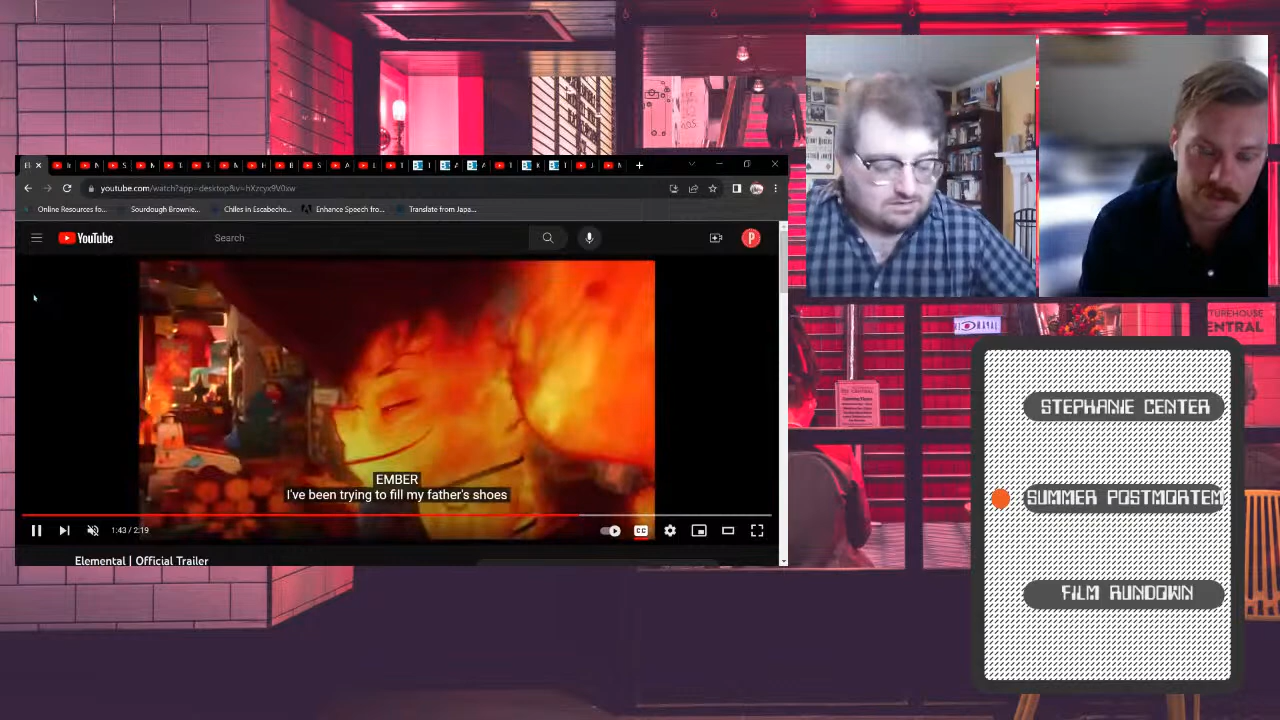 youtube.com/watch?app=desktop&v=hXzcyx9V0xw
Online Resources fo...
Sourdough Brownie...
Chiles in Escabeche...
Enhance Speech fro...
Translate from Japa...
YouTube
Search
P
EMBER
I've been trying to fill my father's shoes
1:43 / 2:19
CC
Elemental | Official Trailer
ENTRAL
STEPHANIE CENTER
SUMMER POSTMORTEM
FILM RUNDOWN